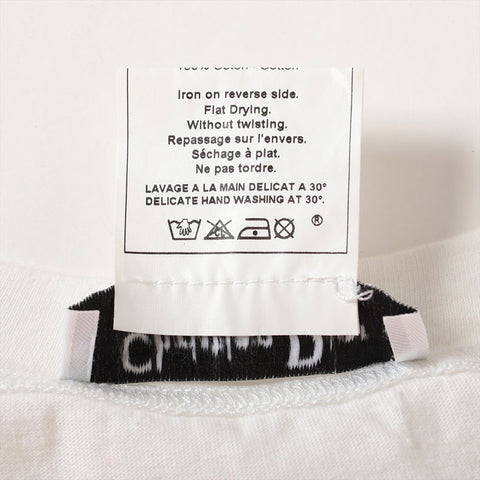 Iron on reverse side.
Flat Drying.
Without twisting.
Repassage sur l'envers.
Séchage à plat.
Ne pas tordre.
LAVAGE A LA MAIN DELICAT A 30°
DELICATE HAND WASHING AT 30°.
®